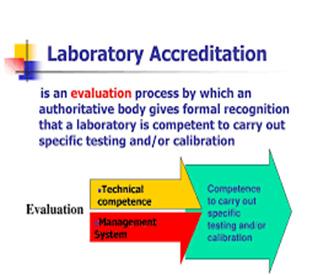 Laboratory Accreditation
is an evaluation process by which an
authoritative body gives formal recognition
that a laboratory is competent to carry out
specific testing and/or calibration
Evaluation
Technical
competence
Management
System
Competence
to carry out
specific
testing and/or
calibration